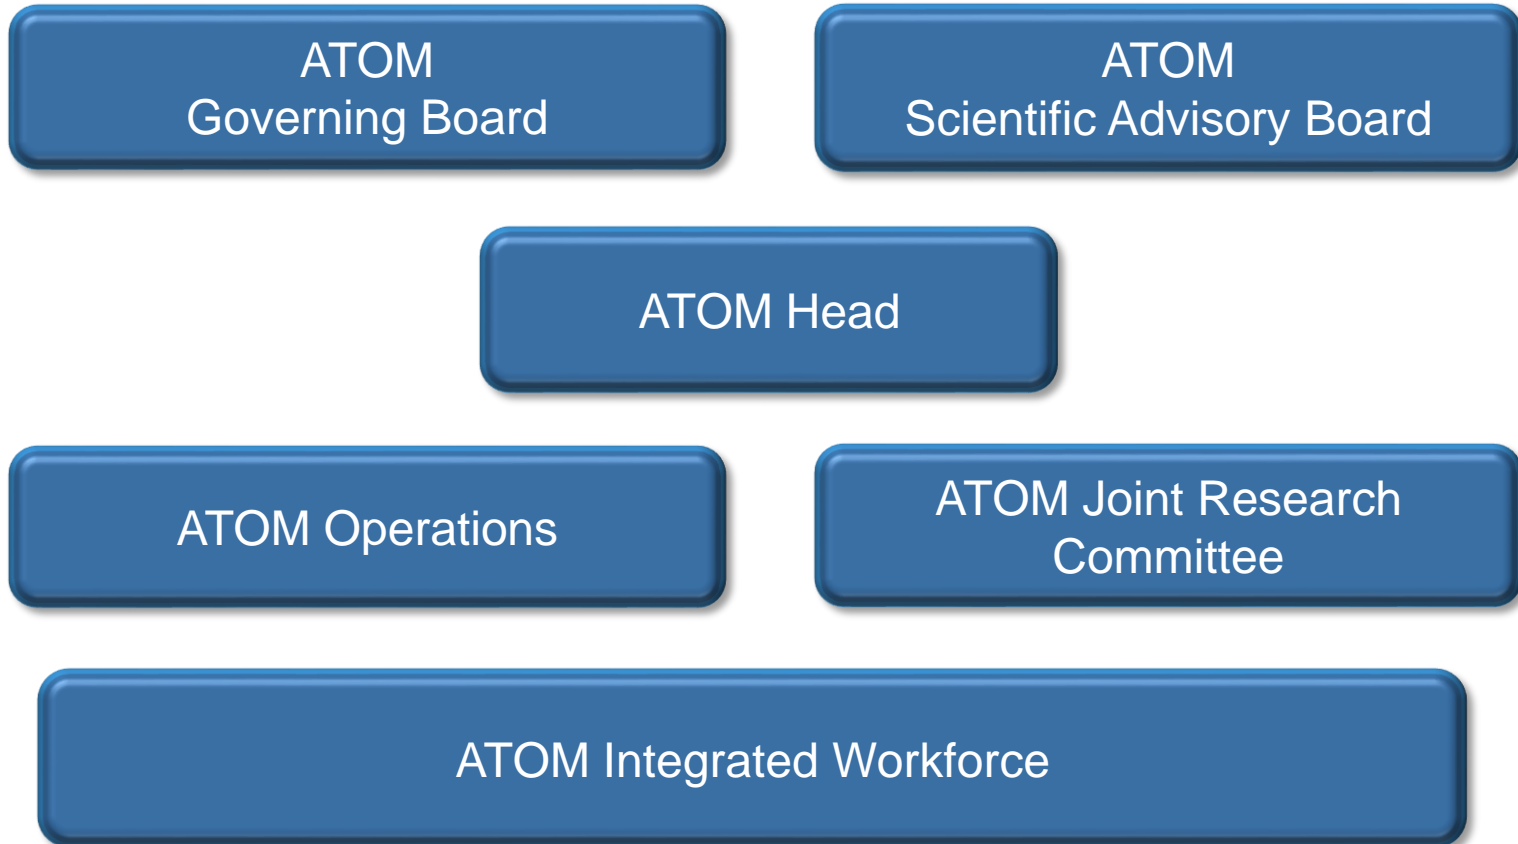 ATOM
Governing Board
ATOM
Scientific Advisory Board
ATOM Head
ATOM Operations
ATOM Joint Research
Committee
ATOM Integrated Workforce